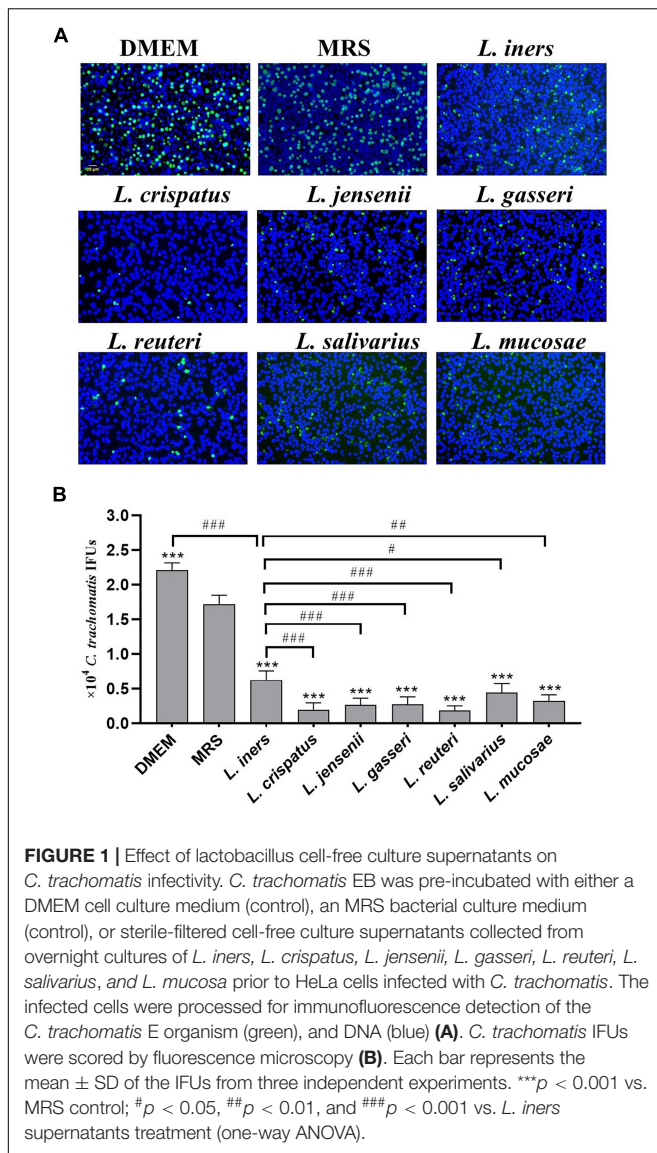 A
DMEM MRS L. iners
100 µm
L. crispatus L. jensenii L. gasseri
L. reuteri L. salivarius L. mucosae
B
×10⁴ C. trachomatis IFUs
3.0
2.5
2.0
1.5
1.0
0.5
0.0
### ##
#
###
###
###
###
*** *** *** *** *** *** *** ***
DMEM MRS L. iners L. crispatus L. jensenii L. gasseri L. reuteri L. salivarius L. mucosae
FIGURE 1 | Effect of lactobacillus cell-free culture supernatants on
C. trachomatis infectivity. C. trachomatis EB was pre-incubated with either a
DMEM cell culture medium (control), an MRS bacterial culture medium
(control), or sterile-filtered cell-free culture supernatants collected from
overnight cultures of L. iners, L. crispatus, L. jensenii, L. gasseri, L. reuteri, L.
salivarius, and L. mucosa prior to HeLa cells infected with C. trachomatis. The
infected cells were processed for immunofluorescence detection of the
C. trachomatis E organism (green), and DNA (blue) (A). C. trachomatis IFUs
were scored by fluorescence microscopy (B). Each bar represents the
mean ± SD of the IFUs from three independent experiments. ***p < 0.001 vs.
MRS control; #p < 0.05, ##p < 0.01, and ###p < 0.001 vs. L. iners
supernatants treatment (one-way ANOVA).